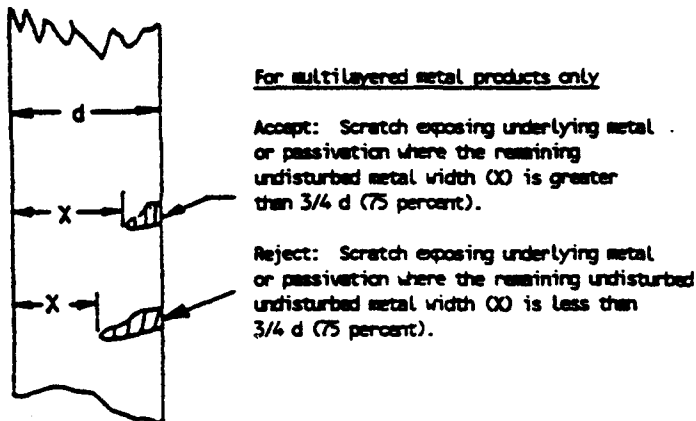 For multilayered metal products only
d
Accept: Scratch exposing underlying metal
or passivation where the remaining
undisturbed metal width (X) is greater
than 3/4 d (75 percent).
X
Reject: Scratch exposing underlying metal
or passivation where the remaining undisturbed
undisturbed metal width (X) is less than
3/4 d (75 percent).
X